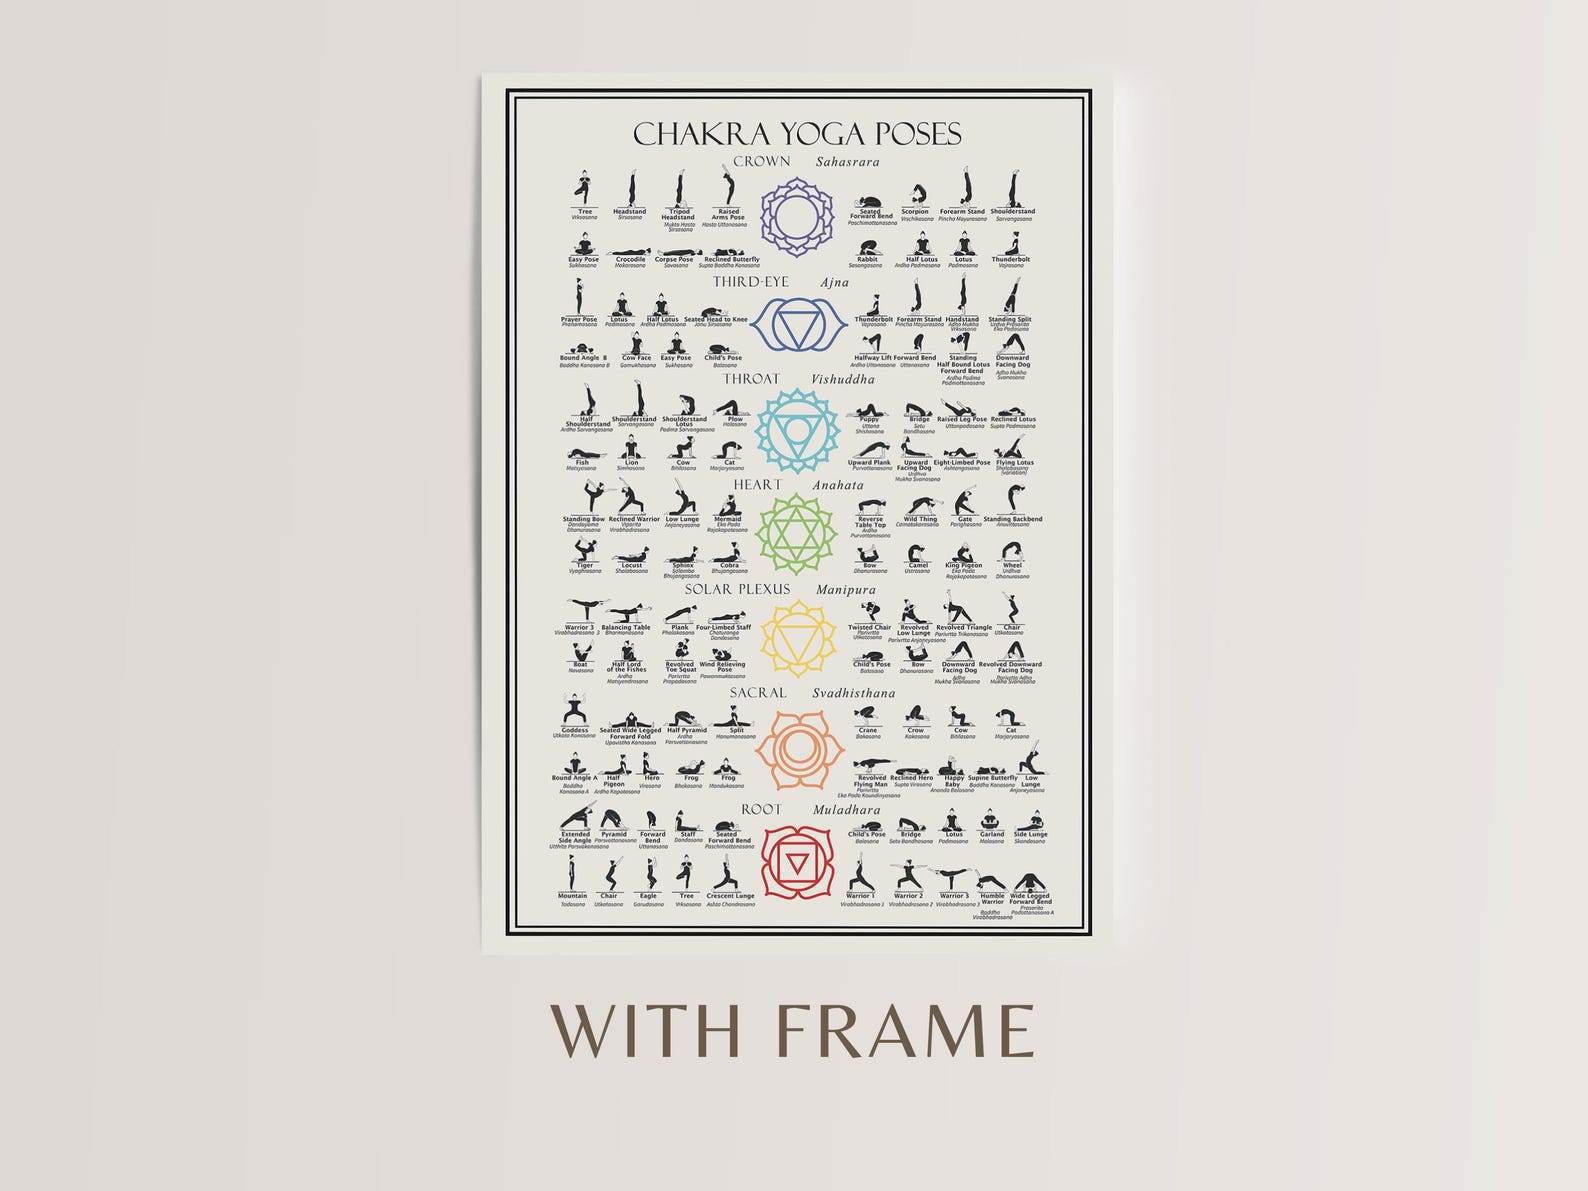 CHAKRA YOGA POSES
CROWN Sahasrara
Tree Headstand Tripod Headstand Raised Arms Pose Seated Forward Bend Scorpion Forearm Stand Shoulderstand
Vrksasana Sirsasana Mukta Hasta Sirsasana Hasta Uttanasana Paschimottanasana Vrschikasana Pincha Mayurasana Sarvangasana
Easy Pose Crocodile Corpse Pose Reclined Butterfly Rabbit Half Lotus Lotus Thunderbolt
Sukhasana Makarasana Savasana Supta Baddha Konasana Sasangasana Ardha Padmasana Padmasana Vajrasana
THIRD-EYE Ajna
Prayer Pose Lotus Half Lotus Seated Head to Knee Thunderbolt Forearm Stand Handstand Standing Split
Pranamasana Padmasana Ardha Padmasana Janu Sirsasana Vajrasana Pincha Mayurasana Adho Mukha Vrksasana Urdva Prasarita Eka Padasana
Bound Angle B Cow Face Easy Pose Child's Pose Halfway Lift Forward Bend Standing Half Bound Lotus Forward Bend Downward Facing Dog
Baddha Konasana B Gomukhasana Sukhasana Balasana Ardha Uttanasana Uttanasana Ardha Padma Padmottanasana Adho Mukha Svanasana
THROAT Vishuddha
Half Shoulderstand Shoulderstand Shoulderstand Lotus Plow Puppy Bridge Raised Leg Pose Reclined Lotus
Ardha Sarvangasana Sarvangasana Padma Sarvangasana Halasana Uttana Shishosana Setu Bandhasana Uttanpadasana Supta Padmasana
Fish Lion Cow Cat Upward Plank Upward Facing Dog Eight-Limbed Pose Flying Lotus
Matsyasana Simhasana Bitilasana Marjaryasana Purvottanasana Urdhva Mukha Svanasana Ashtangasana (variation)
HEART Anahata
Standing Bow Reclined Warrior Low Lunge Mermaid Reverse Table Top Wild Thing Gate Standing Backbend
Dandayama Dhanurasana Viparita Virabhadrasana Anjaneyasana Eka Pada Rajakapotasana Ardha Purvottanasana Camatakarasana Parighasana Anuvittasana
Tiger Locust Sphinx Cobra Bow Camel King Pigeon Wheel
Vyaghrasana Shalabasana Salamba Bhujangasana Bhujangasana Dhanurasana Ustrasana Eka Pada Rajakapotasana Urdhva Dhanurasana
SOLAR PLEXUS Manipura
Warrior 3 Balancing Table Plank Four-Limbed Staff Twisted Chair Revolved Low Lunge Revolved Triangle Chair
Virabhadrasana 3 Bharmanasana Phalakasana Chaturanga Dandasana Parivrtta Utkatasana Parivrtta Anjaneyasana Parivrtta Trikonasana Utkatasana
Boat Half Lord of the Fishes Revolved Toe Squat Wind Relieving Pose Child's Pose Bow Downward Facing Dog Revolved Downward Facing Dog
Navasana Ardha Matsyendrasana Parivrtta Prapadasana Pawanmuktasana Balasana Dhanurasana Adho Mukha Svanasana Parivrtta Adho Mukha Svanasana
SACRAL Svadhisthana
Goddess Seated Wide Legged Forward Fold Half Pyramid Split Crane Crow Cow Cat
Utkata Konasana Upavistha Konasana Ardha Parsvottanasana Hanumanasana Bakasana Kakasana Bitilasana Marjaryasana
Bound Angle A Half Pigeon Hero Frog Frog Revolved Flying Man Reclined Hero Happy Baby Supine Butterfly Low Lunge
Baddha Konasana A Ardha Kapotasana Virasana Bhekasana Mandukasana Parivrtta Eka Pada Koundinyasana Supta Virasana Ananda Balasana Baddha Konasana Anjaneyasana
ROOT Muladhara
Extended Side Angle Pyramid Forward Bend Staff Seated Forward Bend Child's Pose Bridge Lotus Garland Side Lunge
Utthita Parsvakonasana Parsvottanasana Uttanasana Dandasana Paschimottanasana Balasana Setu Bandhasana Padmasana Malasana Skandasana
Mountain Chair Eagle Tree Crescent Lunge Warrior 1 Warrior 2 Warrior 3 Humble Warrior Wide Legged Forward Bend
Tadasana Utkatasana Garudasana Vrksasana Ashta Chandrasana Virabhadrasana 1 Virabhadrasana 2 Virabhadrasana 3 Baddha Virabhadrasana Prasarita Padottanasana A
WITH FRAME